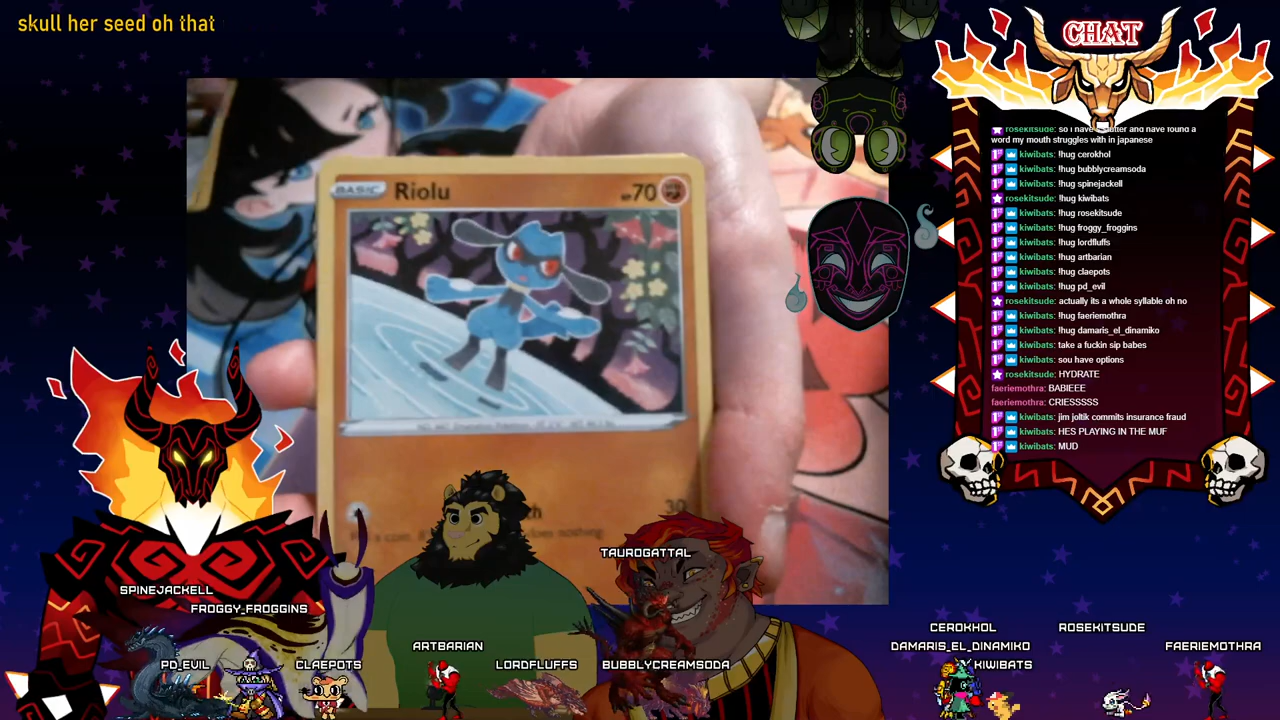 skull her seed oh that
CHAT
rosekitsude: so i have and have found a
word my mouth struggles with in japanese
kiwibats: !hug cerokhol
kiwibats: !hug bubblycreamsoda
kiwibats: !hug spinejackell
rosekitsude: !hug kiwibats
kiwibats: !hug rosekitsude
kiwibats: !hug froggy_froggins
kiwibats: !hug lordfluffs
kiwibats: !hug artbarian
kiwibats: !hug claepots
kiwibats: !hug pd_evil
rosekitsude: actually its a whole syllable oh no
kiwibats: !hug faeriemothra
kiwibats: !hug damaris_el_dinamiko
kiwibats: take a fuckin sip babes
kiwibats: sou have options
rosekitsude: HYDRATE
faeriemothra: BABIEEE
faeriemothra: CRIESSSSS
kiwibats: jim joltik commits insurance fraud
kiwibats: HES PLAYING IN THE MUF
kiwibats: MUD
BASIC Riolu HP 70
30
does nothing.
TAUROGATTAL
SPINEJACKELL
FROGGY_FROGGINS
CEROKHOL
ROSEKITSUDE
ARTBARIAN
DAMARIS_EL_DINAMIKO
FAERIEMOTHRA
PD_EVIL
CLAEPOTS
LORDFLUFFS
BUBBLYCREAMSODA
KIWIBATS